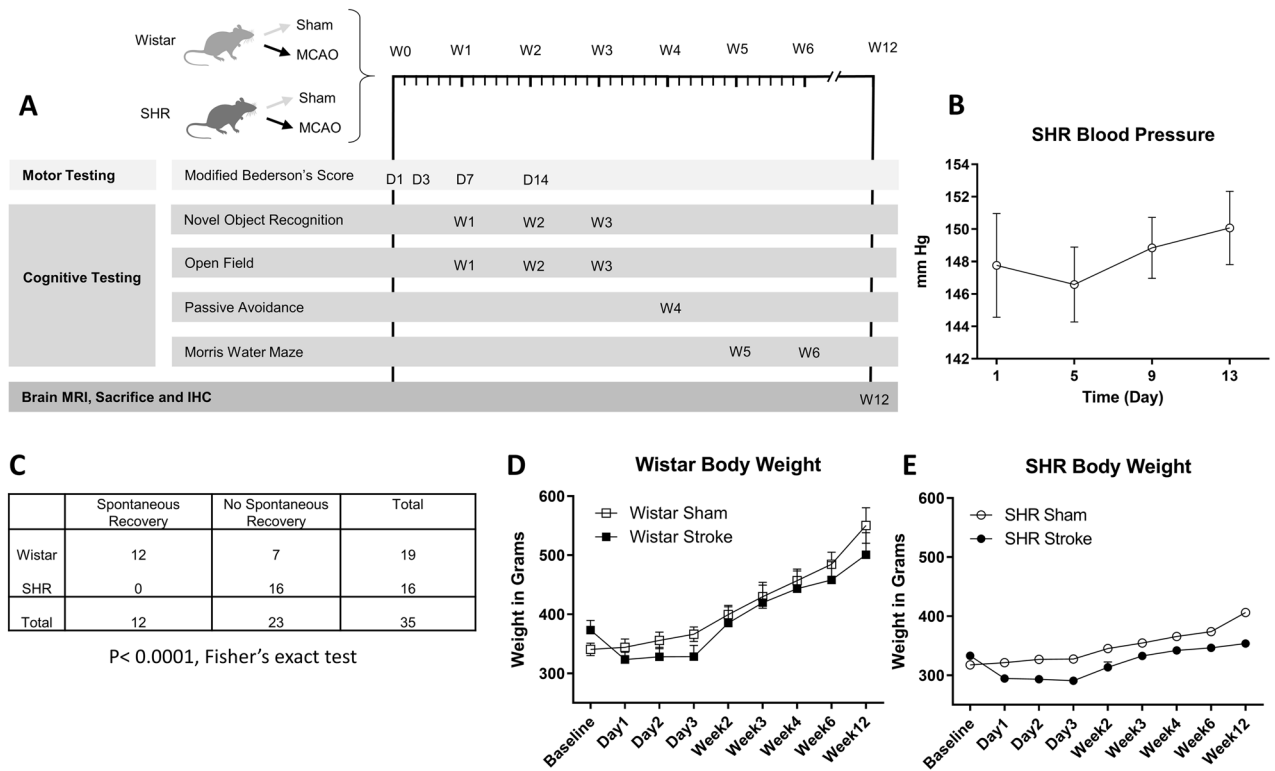 A
Wistar
Sham
MCAO
SHR
Sham
MCAO
W0 W1 W2 W3 W4 W5 W6 W12
Motor Testing
Modified Bederson's Score D1 D3 D7 D14
Cognitive Testing
Novel Object Recognition W1 W2 W3
Open Field W1 W2 W3
Passive Avoidance W4
Morris Water Maze W5 W6
Brain MRI, Sacrifice and IHC W12
B
SHR Blood Pressure
mm Hg
154
152
150
148
146
144
142
1 5 9 13
Time (Day)
C
Spontaneous Recovery No Spontaneous Recovery Total
Wistar 12 7 19
SHR 0 16 16
Total 12 23 35
P< 0.0001, Fisher's exact test
D
Wistar Body Weight
Weight in Grams
600
500
400
300
Wistar Sham
Wistar Stroke
Baseline Day1 Day2 Day3 Week2 Week3 Week4 Week6 Week12
E
SHR Body Weight
Weight in Grams
600
500
400
300
SHR Sham
SHR Stroke
Baseline Day1 Day2 Day3 Week2 Week3 Week4 Week6 Week12